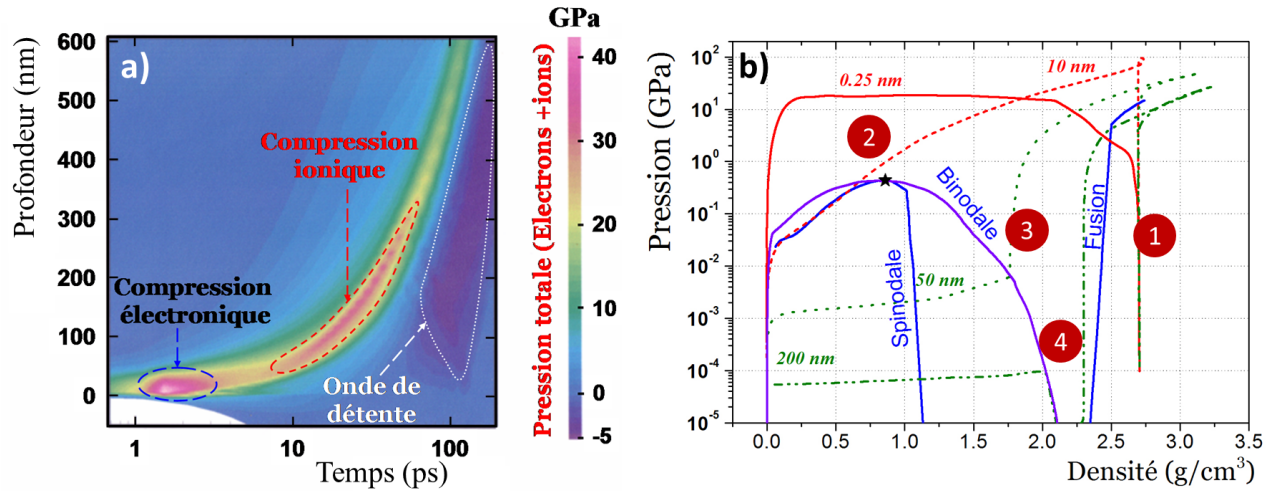 a)
Profondeur (nm)
600
500
400
300
200
100
0
Compression
ionique
Compression
électronique
Onde de
détente
1
10
100
Temps (ps)
GPa
40
30
20
10
0
-5
Pression totale (Electrons +ions)
b)
Pression (GPa)
10²
10¹
10⁰
10⁻¹
10⁻²
10⁻³
10⁻⁴
10⁻⁵
0.25 nm
10 nm
2
Binodale
3
Fusion
1
50 nm
Spinodale
4
200 nm
0.0
0.5
1.0
1.5
2.0
2.5
3.0
3.5
Densité (g/cm³)